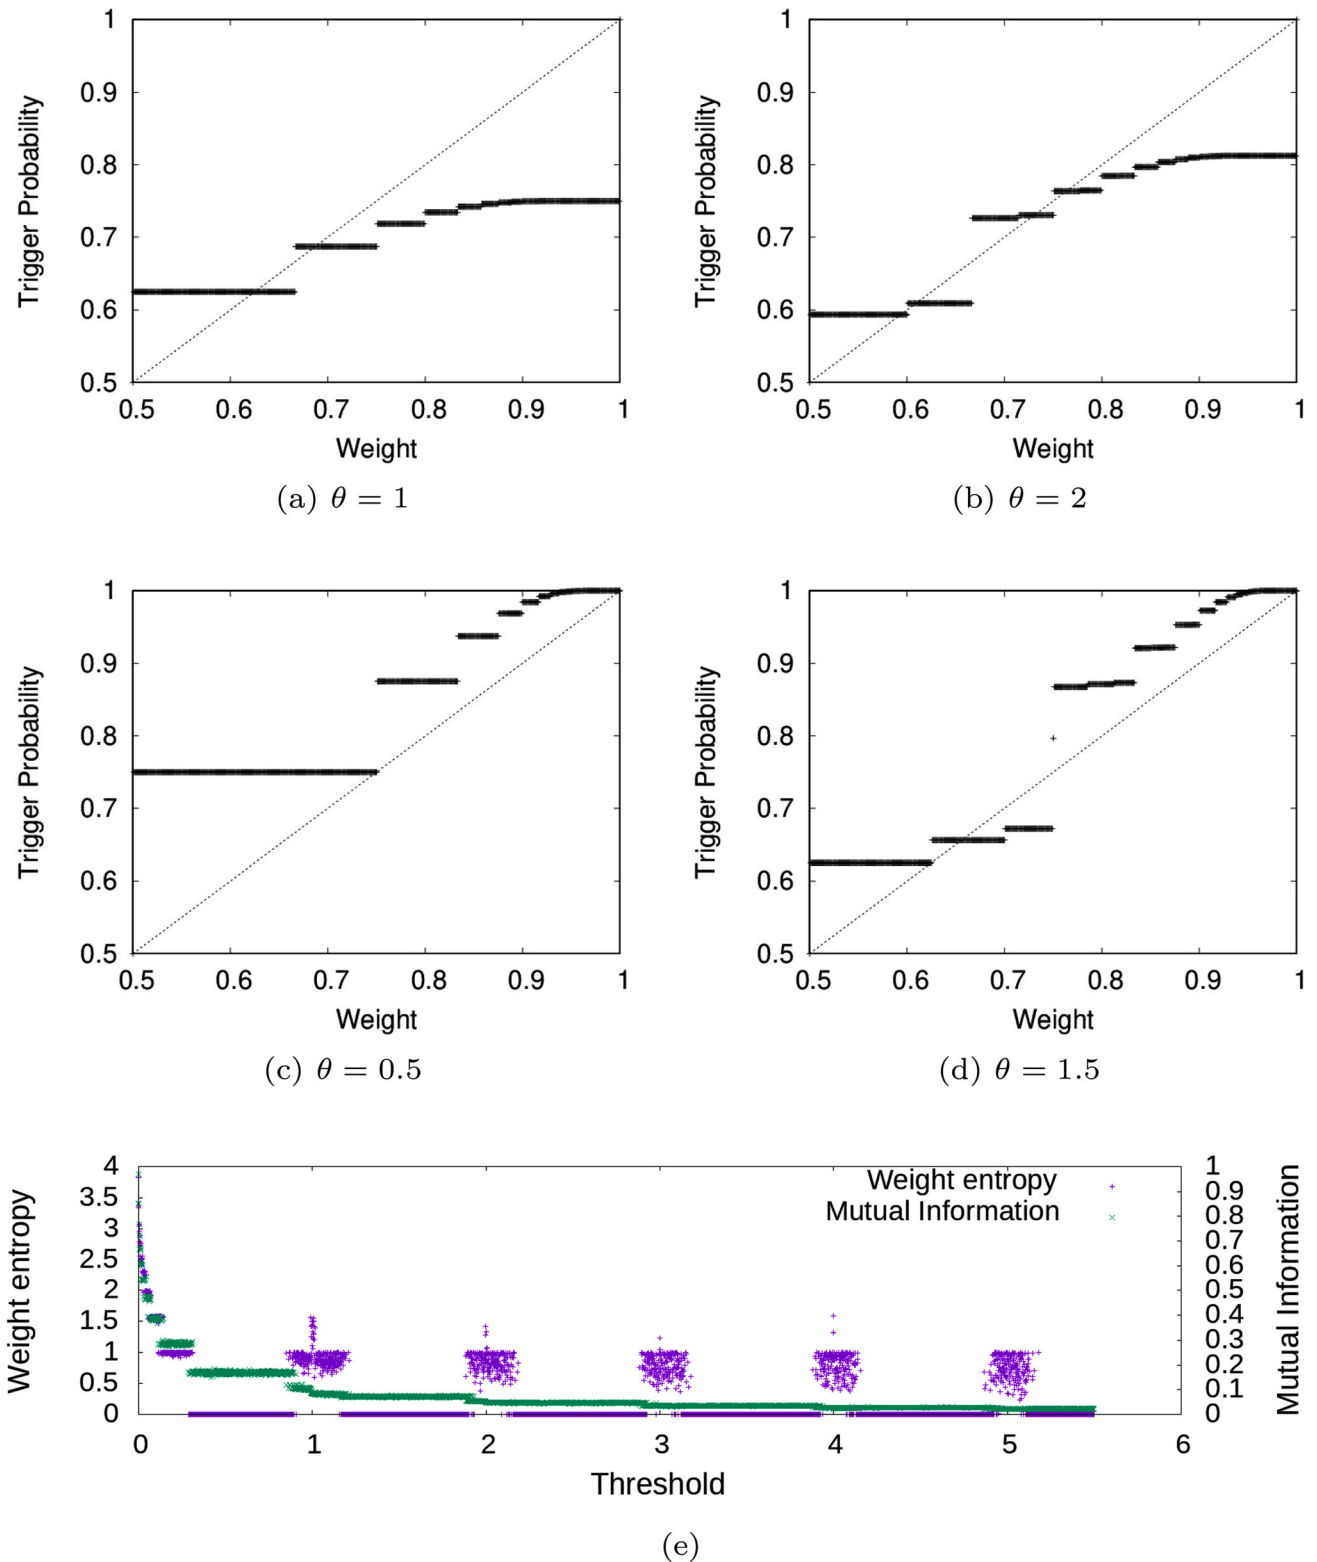 1
0.9
0.8
0.7
0.6
0.5
Trigger Probability
0.5 0.6 0.7 0.8 0.9 1
Weight
(a) θ = 1
1
0.9
0.8
0.7
0.6
0.5
Trigger Probability
0.5 0.6 0.7 0.8 0.9 1
Weight
(b) θ = 2
1
0.9
0.8
0.7
0.6
0.5
Trigger Probability
0.5 0.6 0.7 0.8 0.9 1
Weight
(c) θ = 0.5
1
0.9
0.8
0.7
0.6
0.5
Trigger Probability
0.5 0.6 0.7 0.8 0.9 1
Weight
(d) θ = 1.5
4
3.5
3
2.5
2
1.5
1
0.5
0
Weight entropy
Weight entropy
Mutual Information
1
0.9
0.8
0.7
0.6
0.5
0.4
0.3
0.2
0.1
0
Mutual Information
0 1 2 3 4 5 6
Threshold
(e)